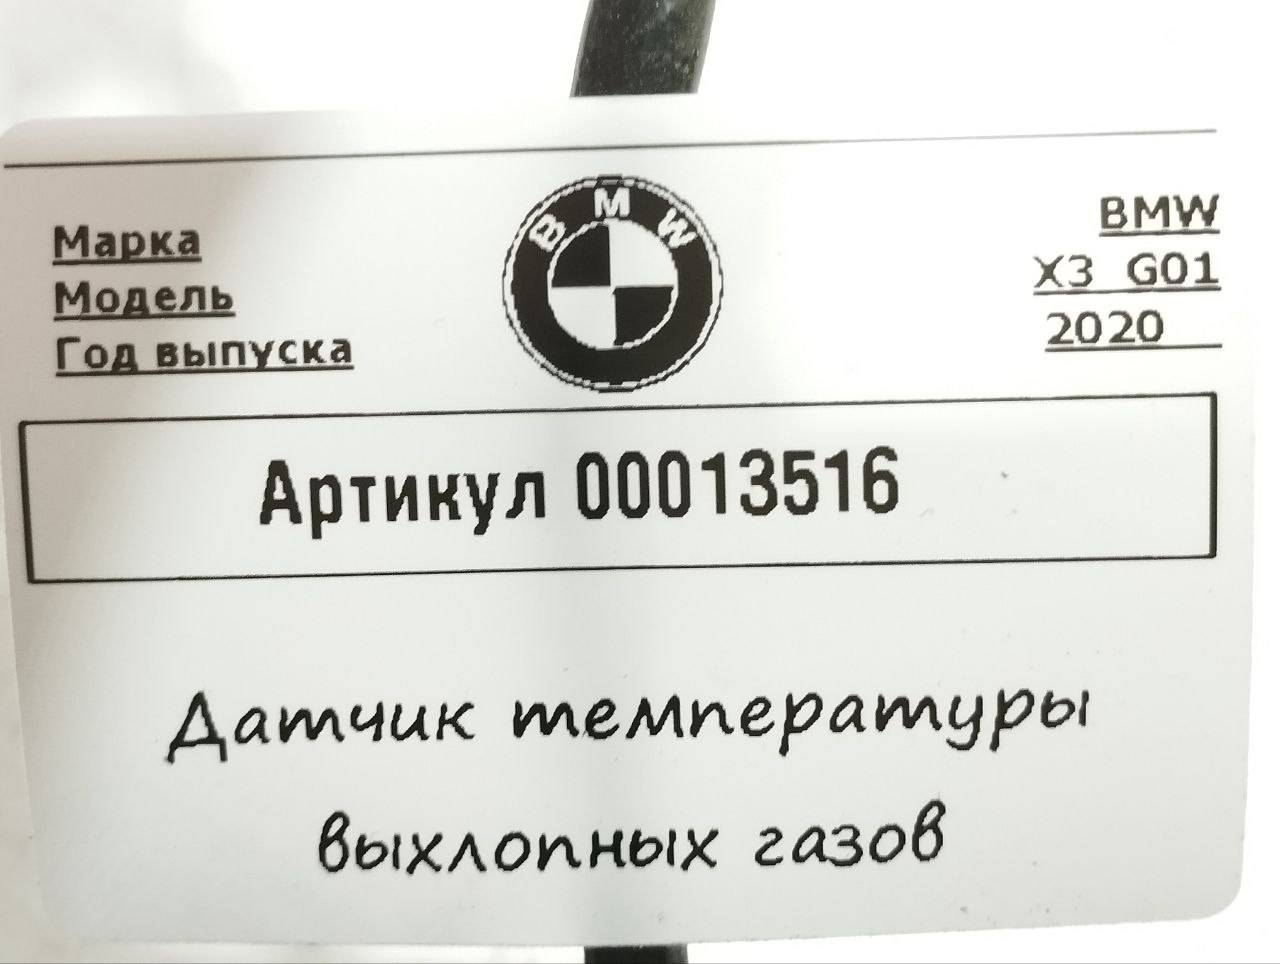 Марка
Модель
Год выпуска
BMW
BMW
X3 G01
2020
Артикул 00013516
Датчик температуры
выхлопных газов